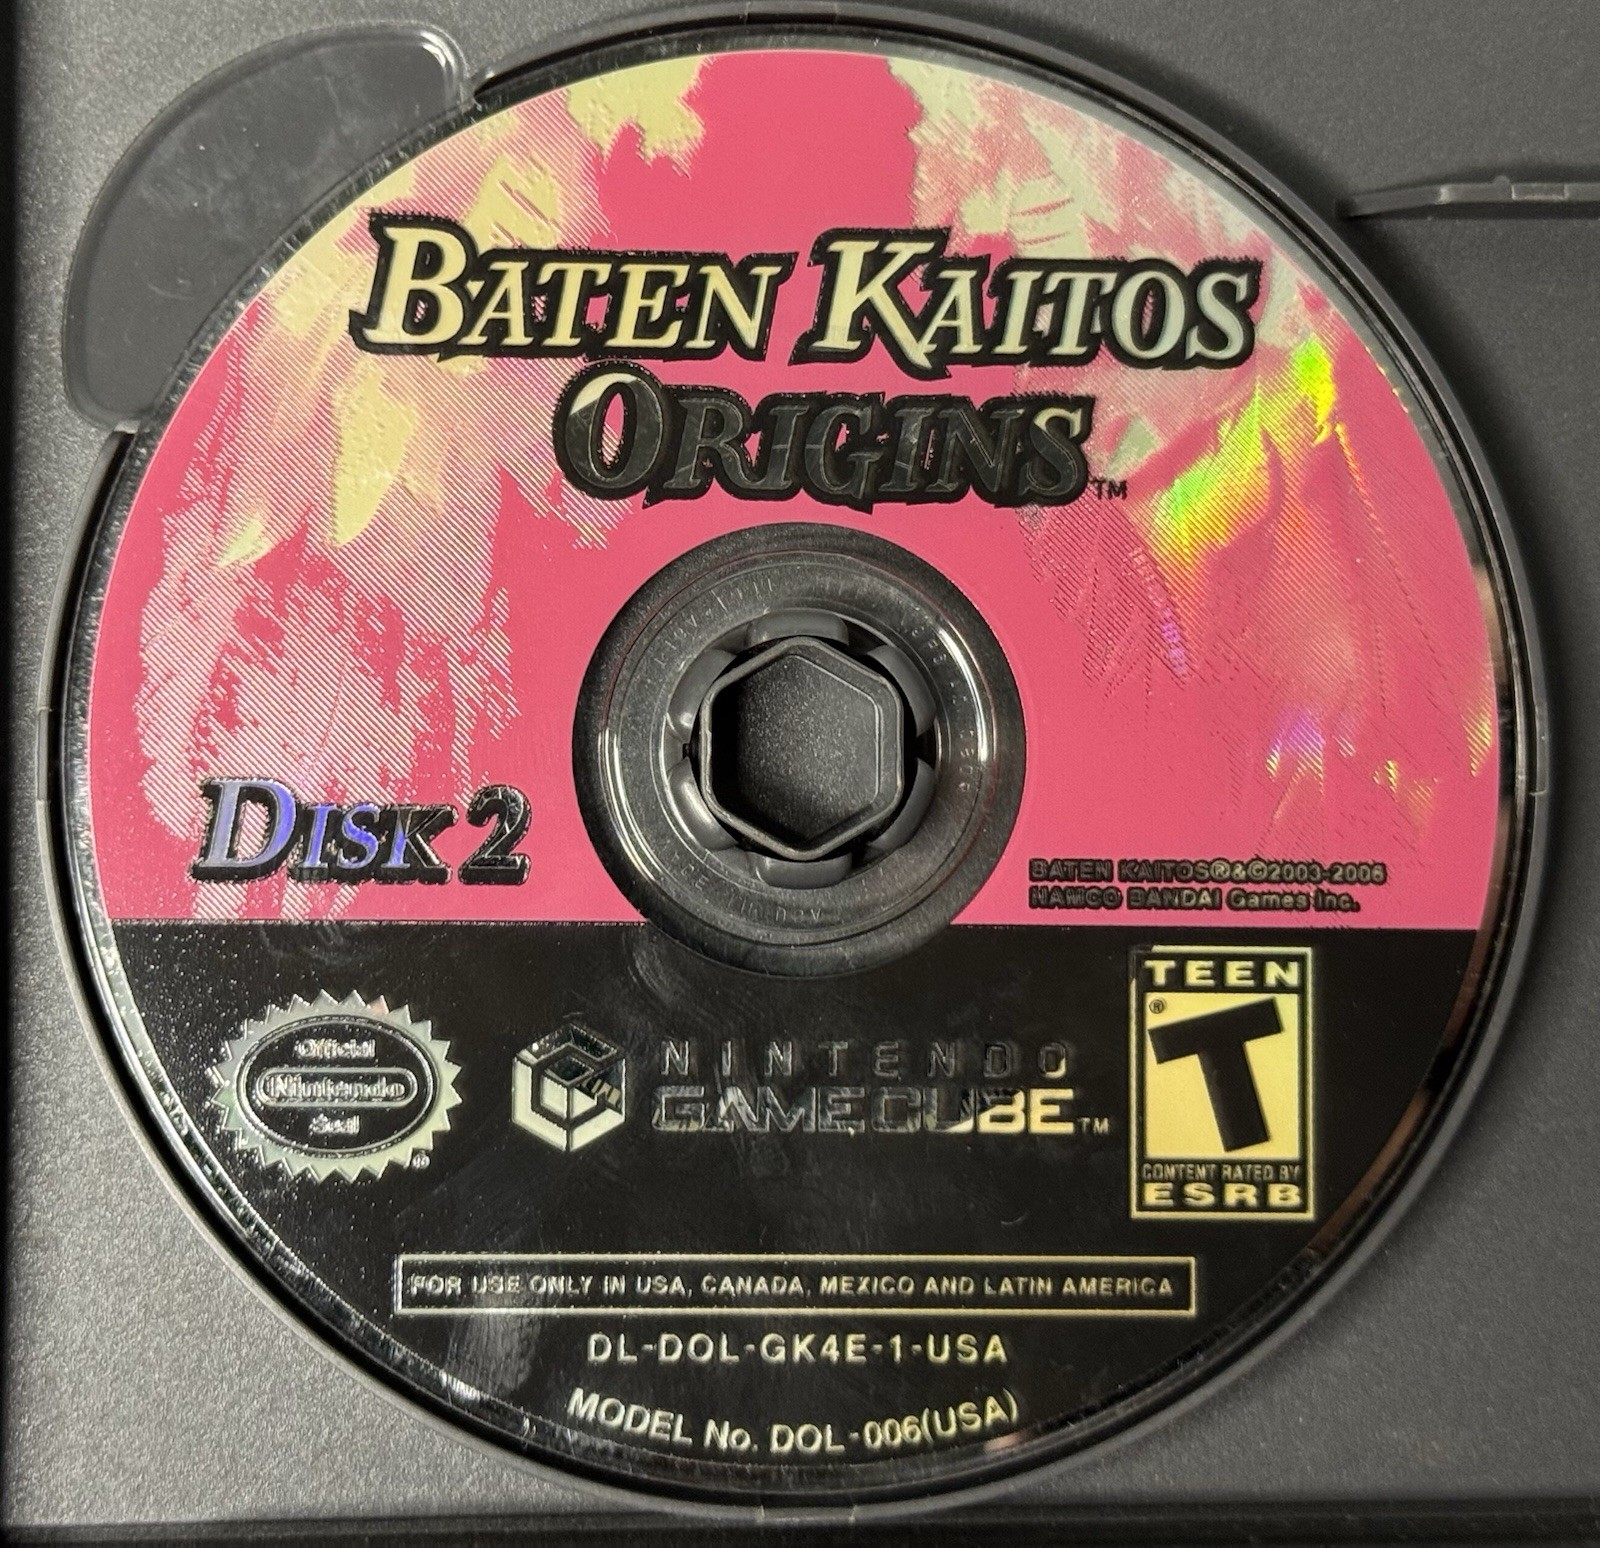 BATEN KAITOS
ORIGINS™
DISK 2
BATEN KAITOS®&©2003-2006
NAMCO BANDAI Games Inc.
TEEN
T®
CONTENT RATED BY
ESRB
Official
Nintendo
Seal®
NINTENDO
GAMECUBE™
FOR USE ONLY IN USA, CANADA, MEXICO AND LATIN AMERICA
DL-DOL-GK4E-1-USA
MODEL No. DOL-006(USA)